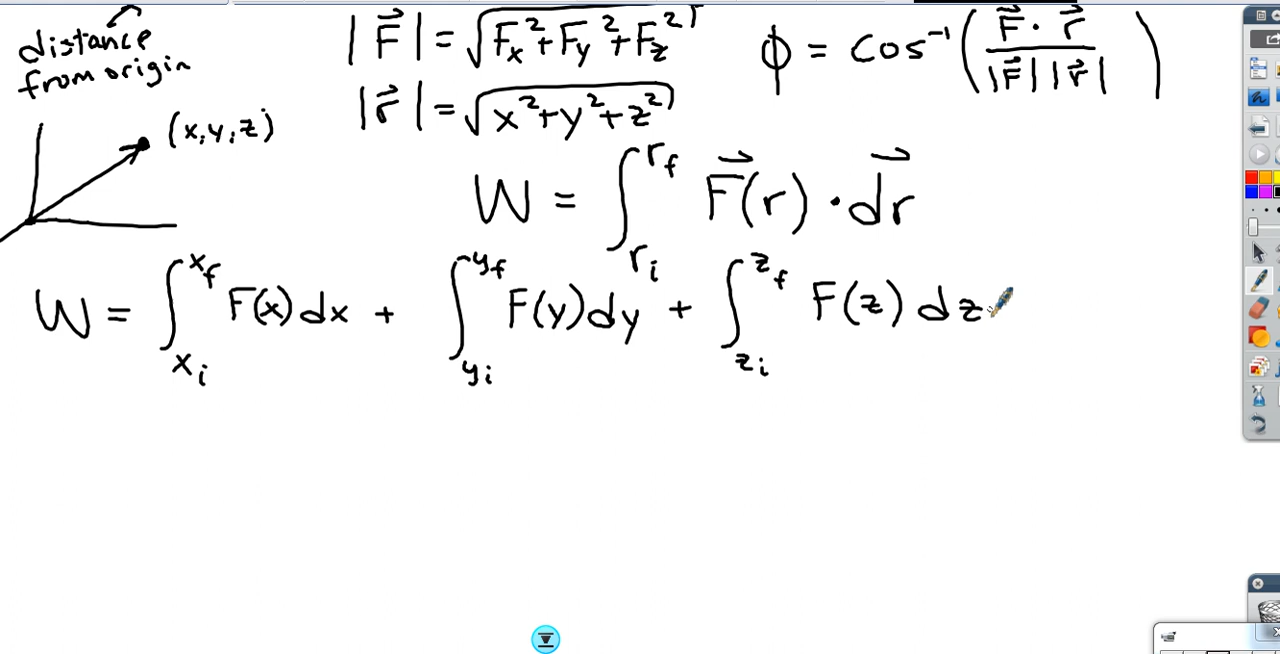 distance
from origin
|F⃗| = √(Fx² + Fy² + Fz²)
|r⃗| = √(x² + y² + z²)
ϕ = cos⁻¹(F⃗ · r⃗ / |F⃗||r⃗|)
(x,y,z)
W = ∫_{ri}^{rf} F⃗(r) · d⃗r
W = ∫_{xi}^{xf} F(x)dx + ∫_{yi}^{yf} F(y)dy + ∫_{zi}^{zf} F(z)dz